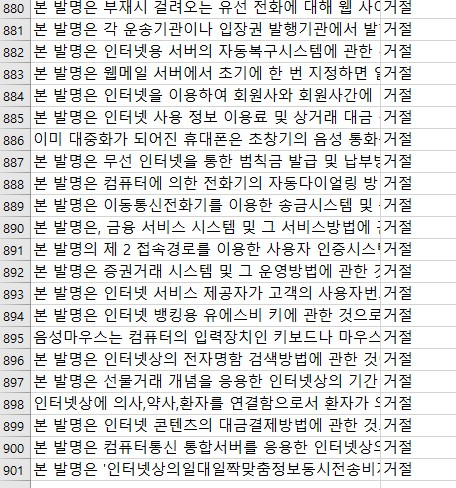 880 본 발명은 부재시 걸려오는 유선 전화에 대해 웹 거절
881 본 발명은 각 운송기관이나 입장권 발행기관에서 거절
882 본 발명은 인터넷용 서버의 자동복구시스템에 관한 거절
883 본 발명은 웹메일 서버에서 초기에 한 번 지정하면 거절
884 본 발명은 인터넷을 이용하여 회원사와 회원사간에 거절
885 본 발명은 인터넷 사용 정보 이용료 및 상거래 대금 거절
886 이미 대중화가 되어진 휴대폰은 초창기의 음성 통화 거절
887 본 발명은 무선 인터넷을 통한 범칙금 발급 및 거절
888 본 발명은 컴퓨터에 의한 전화기의 자동다이얼링 방 거절
889 본 발명은 이동통신전화기를 이용한 송금시스템 및 거절
890 본 발명은, 금융 서비스 시스템 및 그 서비스방법에 거절
891 본 발명의 제 2 접속경로를 이용한 사용자 인증시스 거절
892 본 발명은 증권거래 시스템 및 그 운영방법에 관한 거절
893 본 발명은 인터넷 서비스 제공자가 고객의 사용자번 거절
894 본 발명은 인터넷 뱅킹용 유에스비 키에 관한 것으로 거절
895 음성마우스는 컴퓨터의 입력장치인 키보드나 마우스 거절
896 본 발명은 인터넷상의 전자명함 검색방법에 관한 거절
897 본 발명은 선물거래 개념을 응용한 인터넷상의 기간 거절
898 인터넷상에 의사,약사,환자를 연결함으로서 환자가 거절
899 본 발명은 인터넷 콘텐츠의 대금결제방법에 관한 거절
900 본 발명은 컴퓨터통신 통합서버를 응용한 인터넷상 거절
901 본 발명은 '인터넷상의일대일짝맞춤정보동시전송비 거절